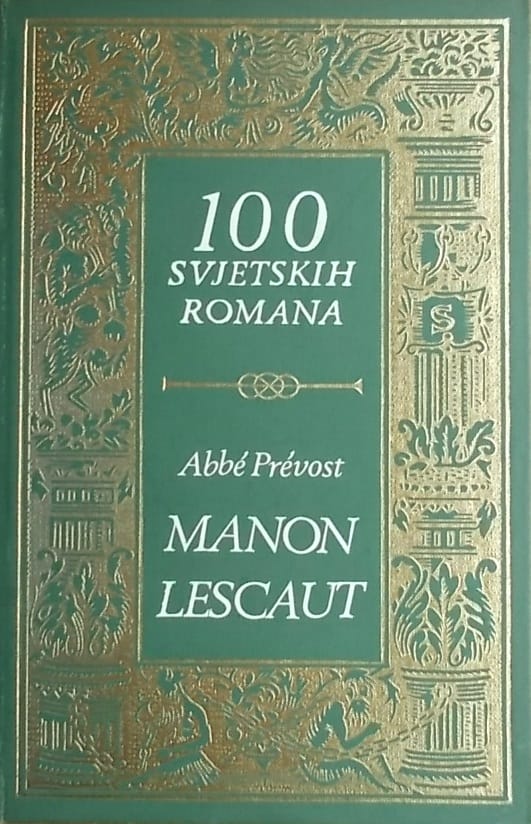 100
SVJETSKIH
ROMANA
S
Abbé Prévost
MANON
LESCAUT